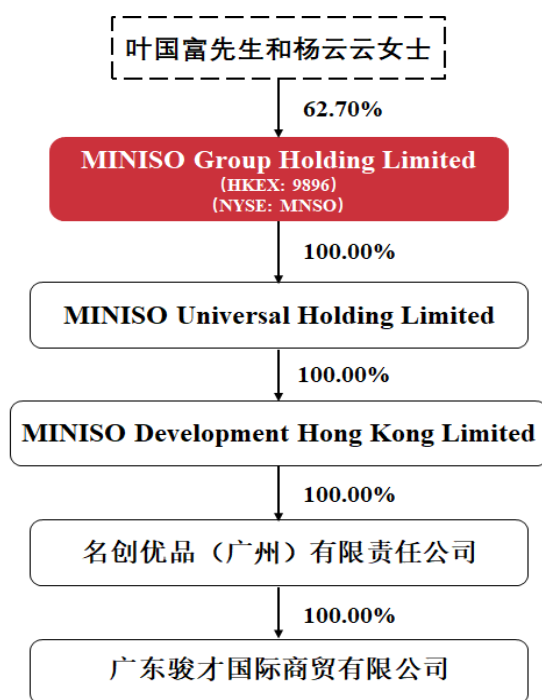 叶国富先生和杨云云女士
62.70%
MINISO Group Holding Limited
（HKEX: 9896）
（NYSE: MNSO）
100.00%
MINISO Universal Holding Limited
100.00%
MINISO Development Hong Kong Limited
100.00%
名创优品（广州）有限责任公司
100.00%
广东骏才国际商贸有限公司